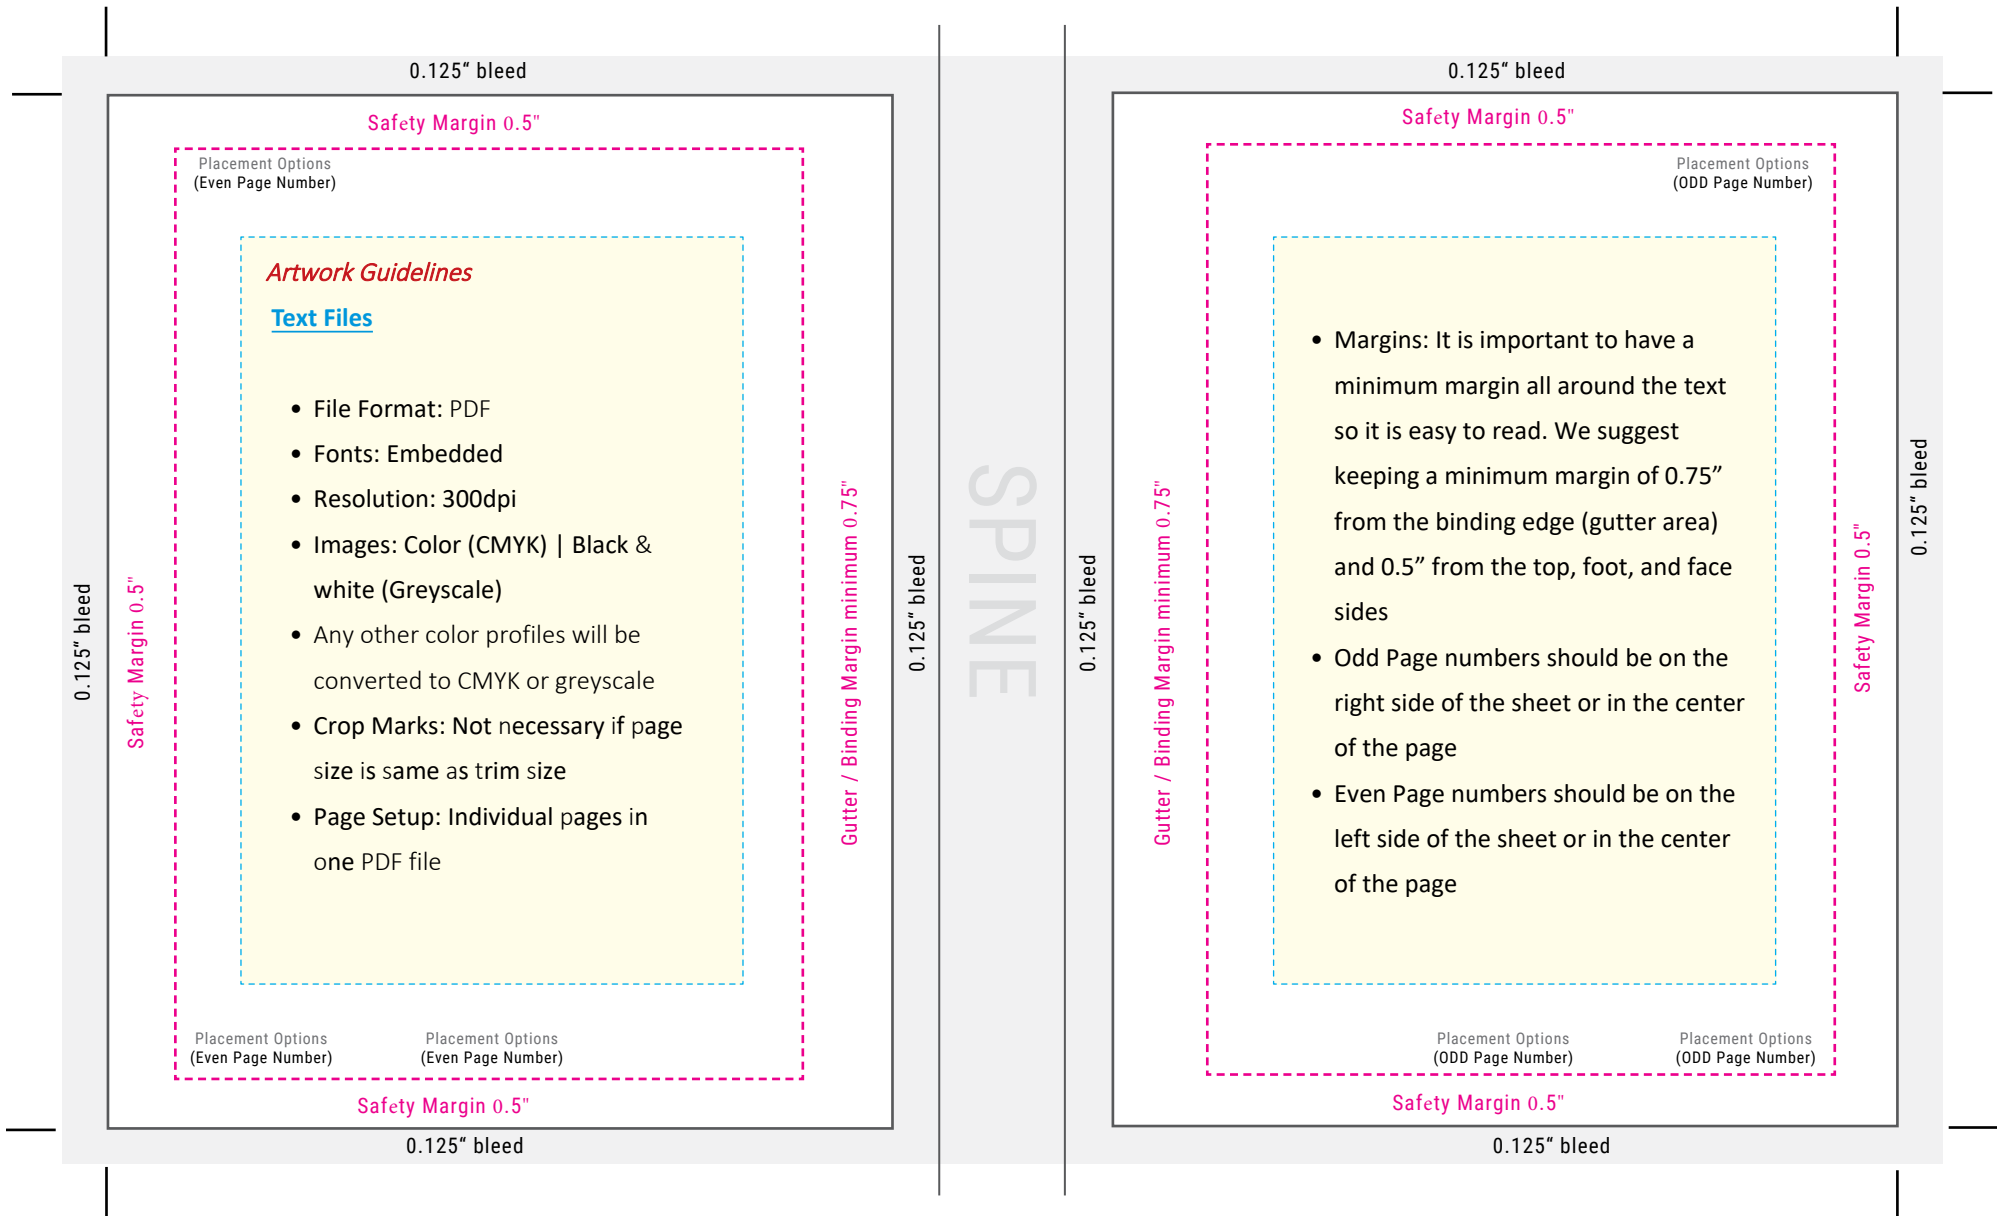 0.125“ bleed
Safety Margin 0.5"
Placement Options
(Even Page Number)
Artwork Guidelines
Text Files
• File Format: PDF
• Fonts: Embedded
• Resolution: 300dpi
• Images: Color (CMYK) | Black &
white (Greyscale)
• Any other color profiles will be
converted to CMYK or greyscale
• Crop Marks: Not necessary if page
size is same as trim size
• Page Setup: Individual pages in
one PDF file
0.125“ bleed
Safety Margin 0.5"
Gutter / Binding Margin minimum 0.75"
0.125“ bleed
Placement Options
(Even Page Number)
Placement Options
(Even Page Number)
Safety Margin 0.5"
0.125“ bleed
SPINE
0.125“ bleed
Safety Margin 0.5"
Placement Options
(ODD Page Number)
0.125“ bleed
Gutter / Binding Margin minimum 0.75"
• Margins: It is important to have a
minimum margin all around the text
so it is easy to read. We suggest
keeping a minimum margin of 0.75”
from the binding edge (gutter area)
and 0.5” from the top, foot, and face
sides
• Odd Page numbers should be on the
right side of the sheet or in the center
of the page
• Even Page numbers should be on the
left side of the sheet or in the center
of the page
Safety Margin 0.5"
0.125“ bleed
Placement Options
(ODD Page Number)
Placement Options
(ODD Page Number)
Safety Margin 0.5"
0.125“ bleed